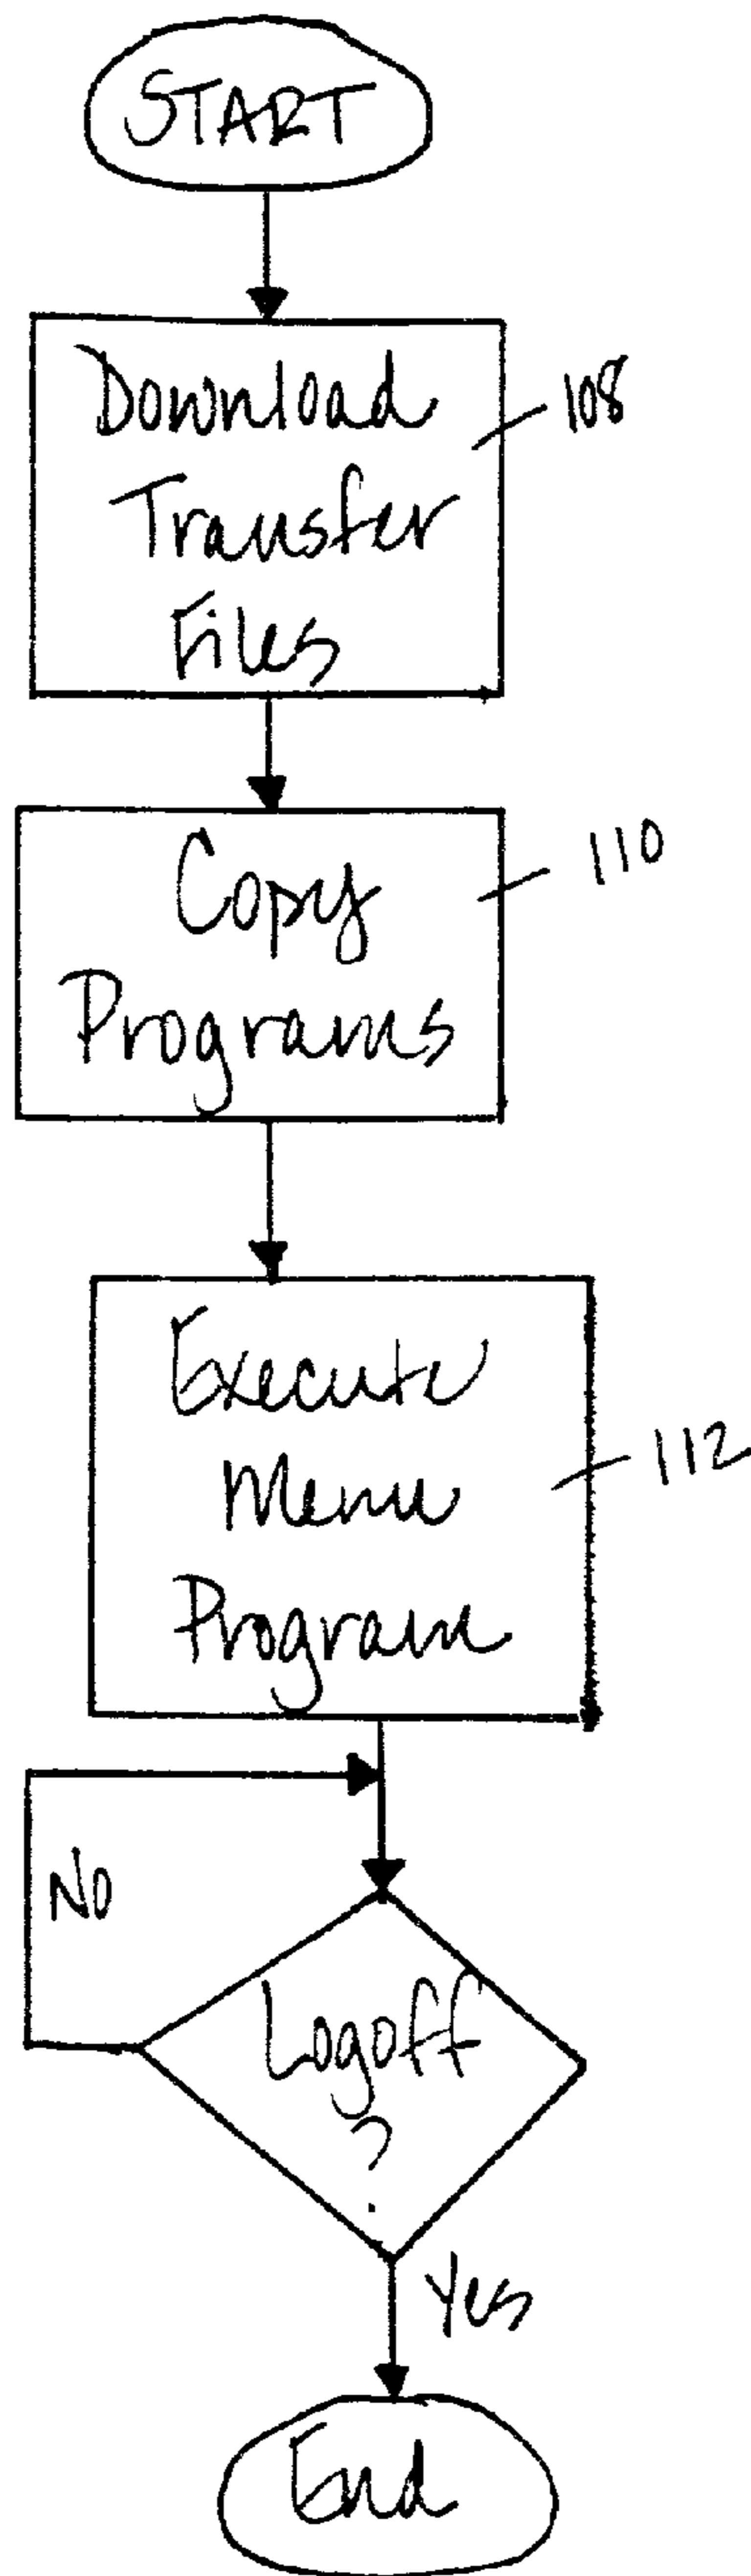 START
Download
Transfer
Files
108
Copy
Programs
110
Execute
Menu
Program
112
No
Logoff
?
Yes
End